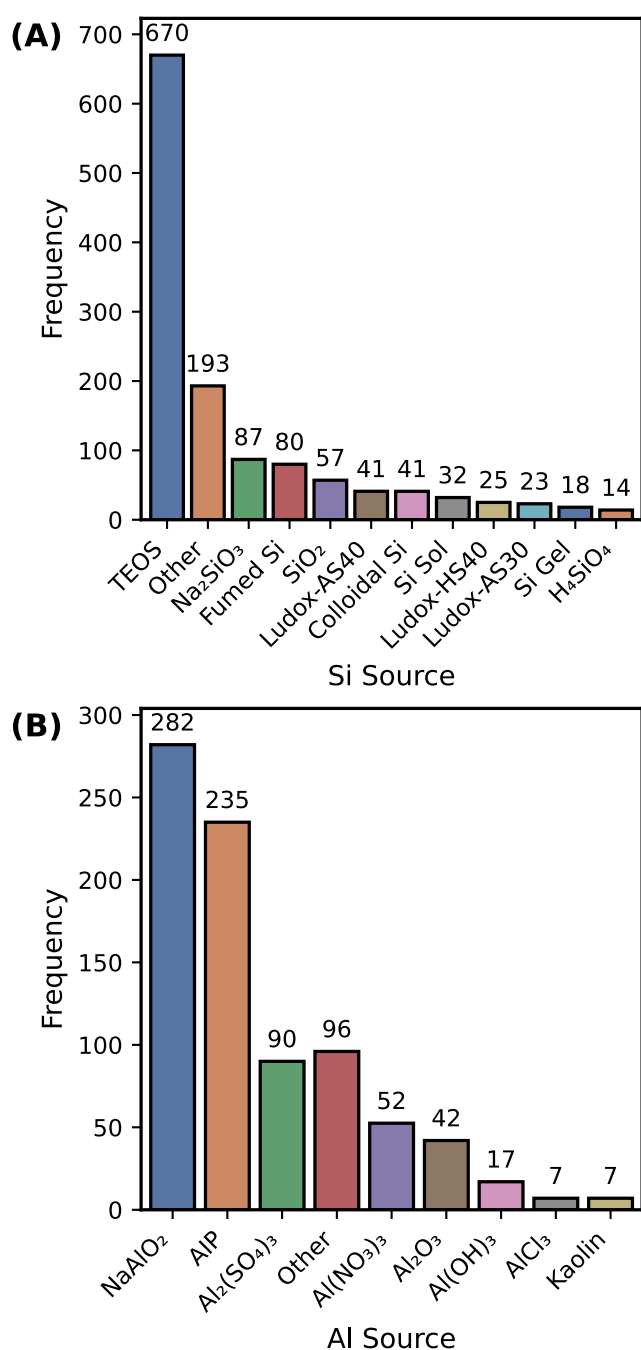 (A)
700
600
500
400
300
200
100
0
Frequency
670
193
87
80
57
41
41
32
25
23
18
14
TEOS
Other
Na₂SiO₃
Fumed Si
SiO₂
Ludox-AS40
Colloidal Si
Si Sol
Ludox-HS40
Ludox-AS30
Si Gel
H₄SiO₄
Si Source
(B)
300
250
200
150
100
50
0
Frequency
282
235
90
96
52
42
17
7
7
NaAlO₂
AIP
Al₂(SO₄)₃
Other
Al(NO₃)₃
Al₂O₃
Al(OH)₃
AlCl₃
Kaolin
Al Source